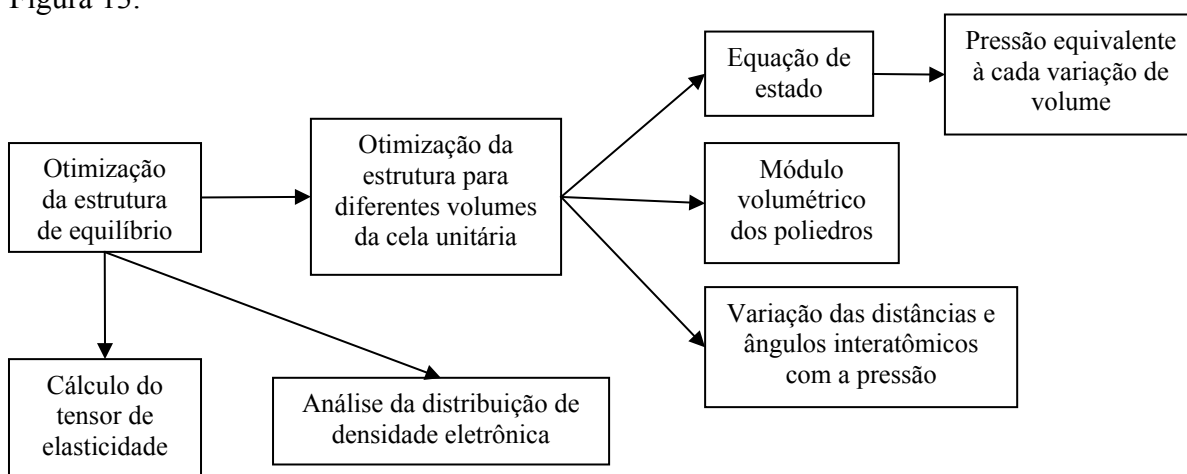 Figura 13.
Otimização
da estrutura
de equilíbrio
Otimização da
estrutura para
diferentes volumes
da cela unitária
Equação de
estado
Pressão equivalente
à cada variação de
volume
Módulo
volumétrico
dos poliedros
Variação das distâncias e
ângulos interatômicos
com a pressão
Cálculo do
tensor de
elasticidade
Análise da distribuição de
densidade eletrônica